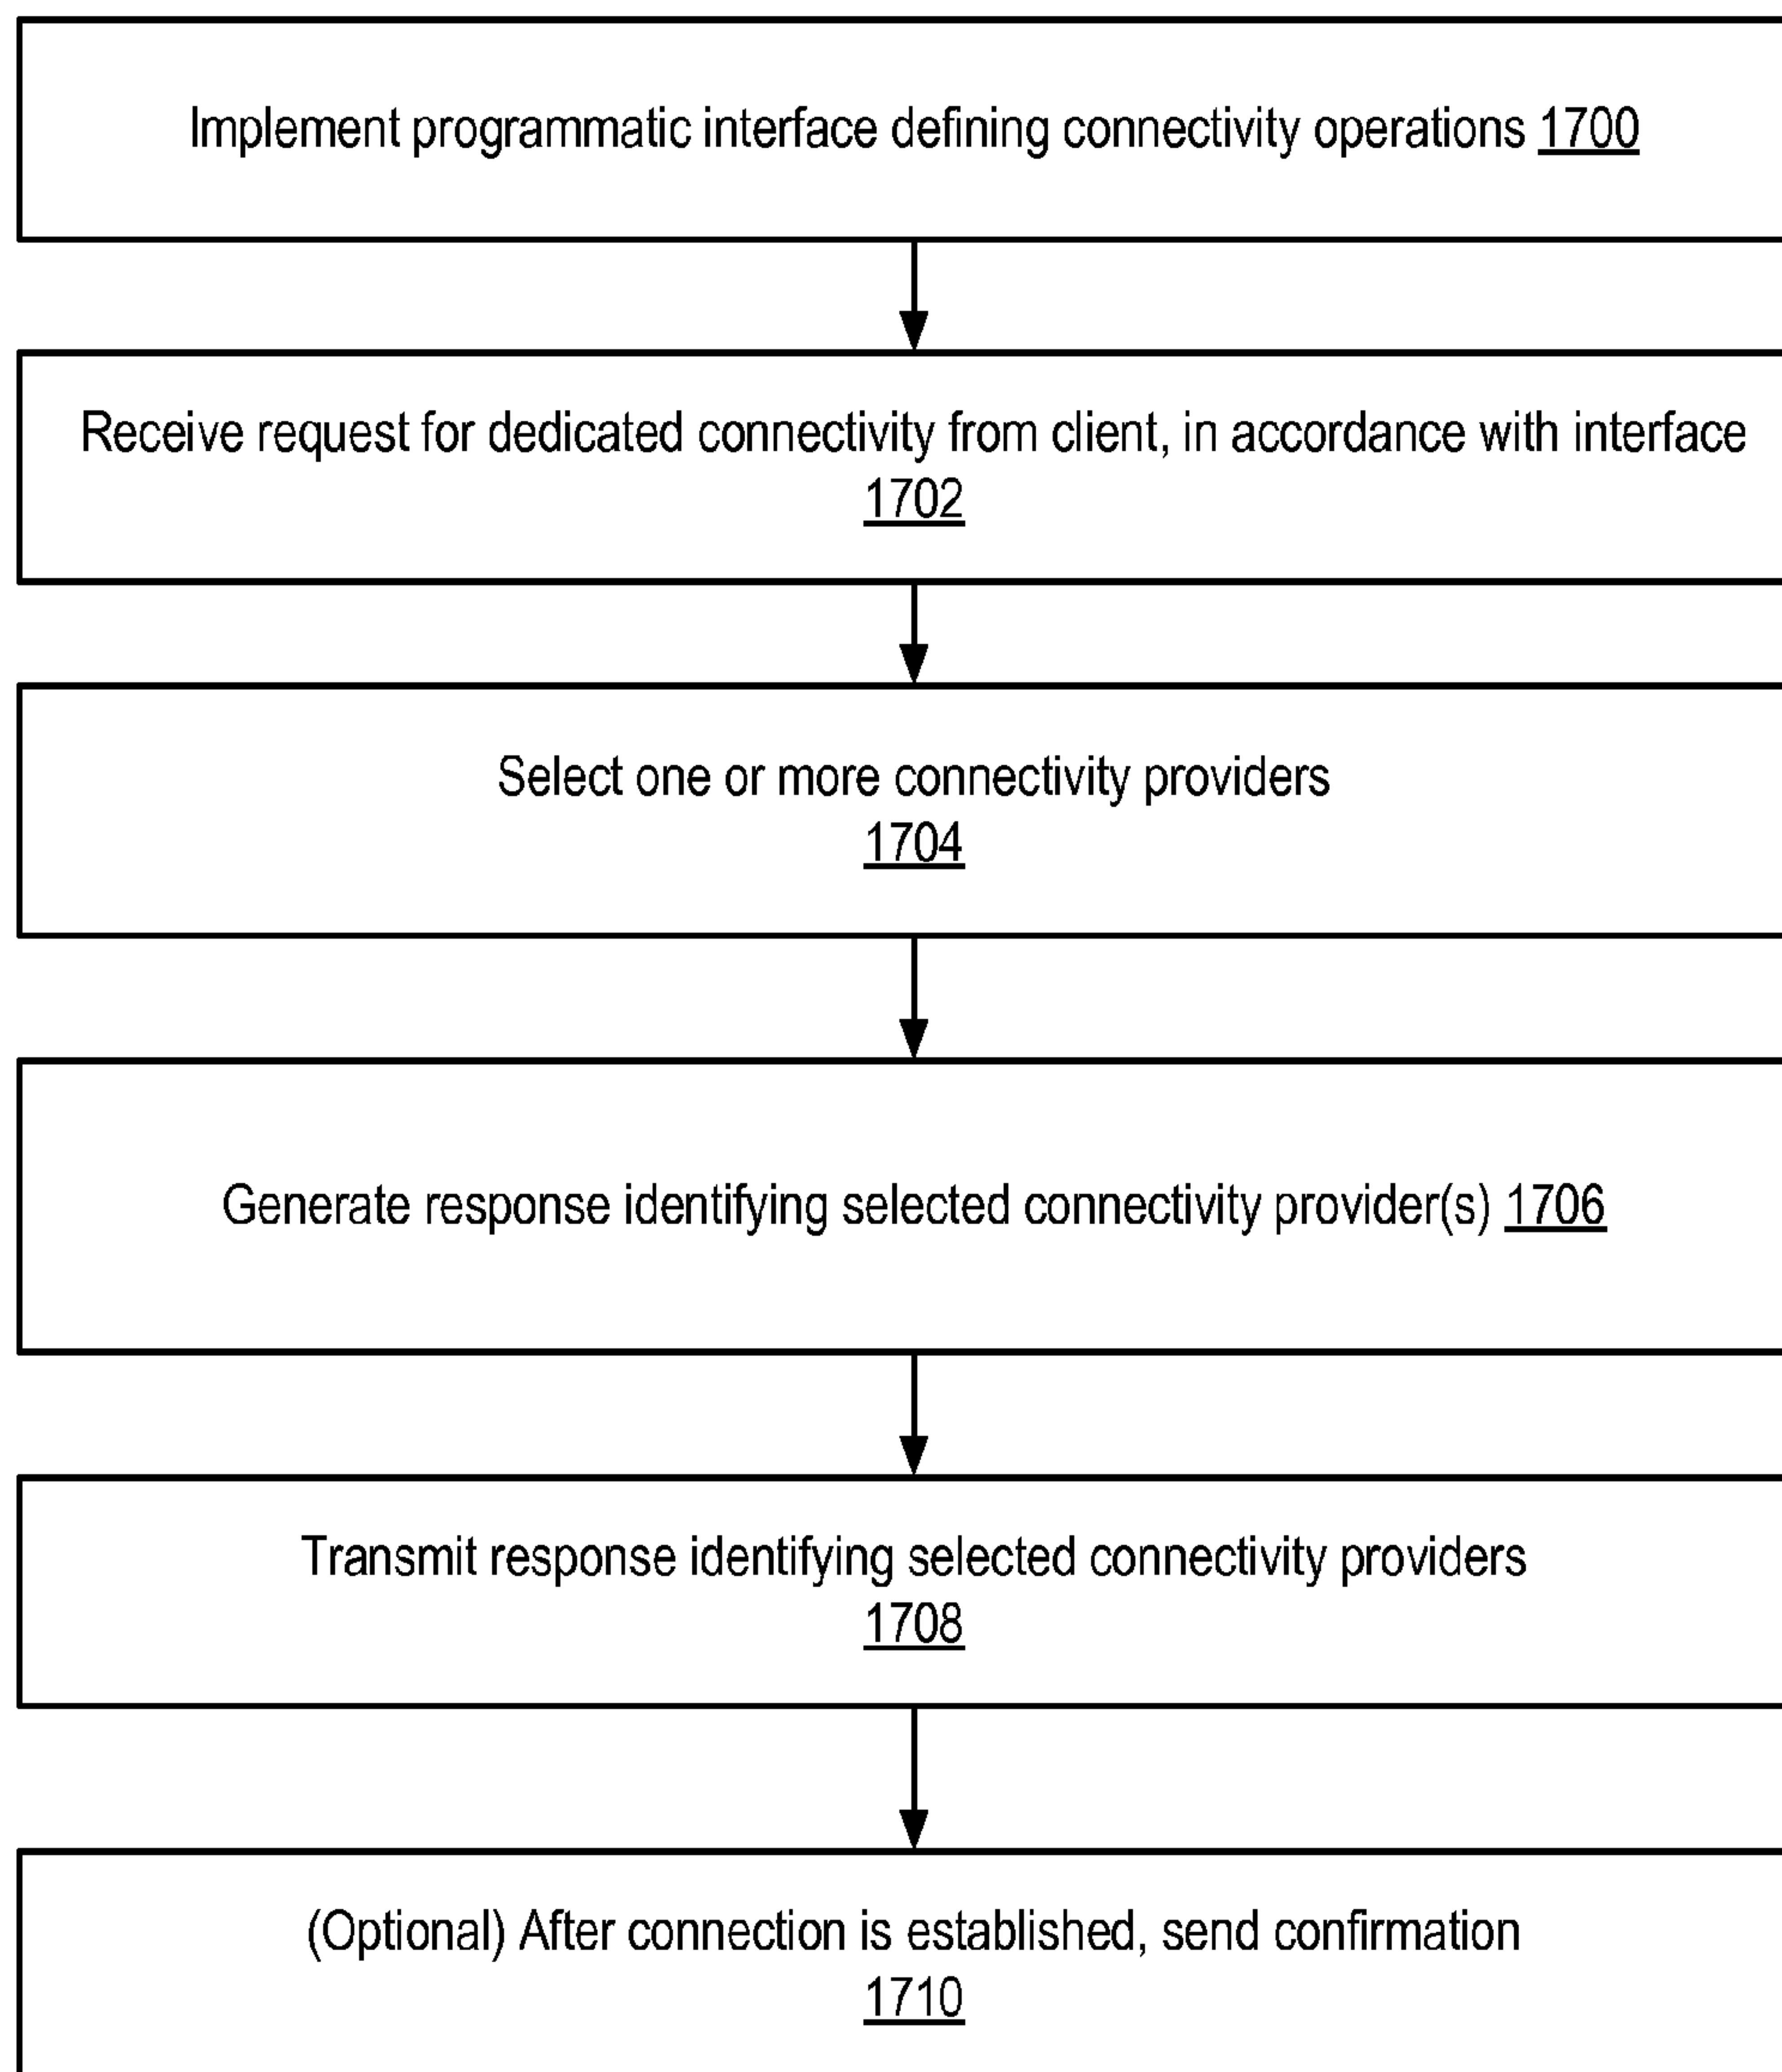 Implement programmatic interface defining connectivity operations 1700
Receive request for dedicated connectivity from client, in accordance with interface
1702
Select one or more connectivity providers
1704
Generate response identifying selected connectivity provider(s) 1706
Transmit response identifying selected connectivity providers
1708
(Optional) After connection is established, send confirmation
1710